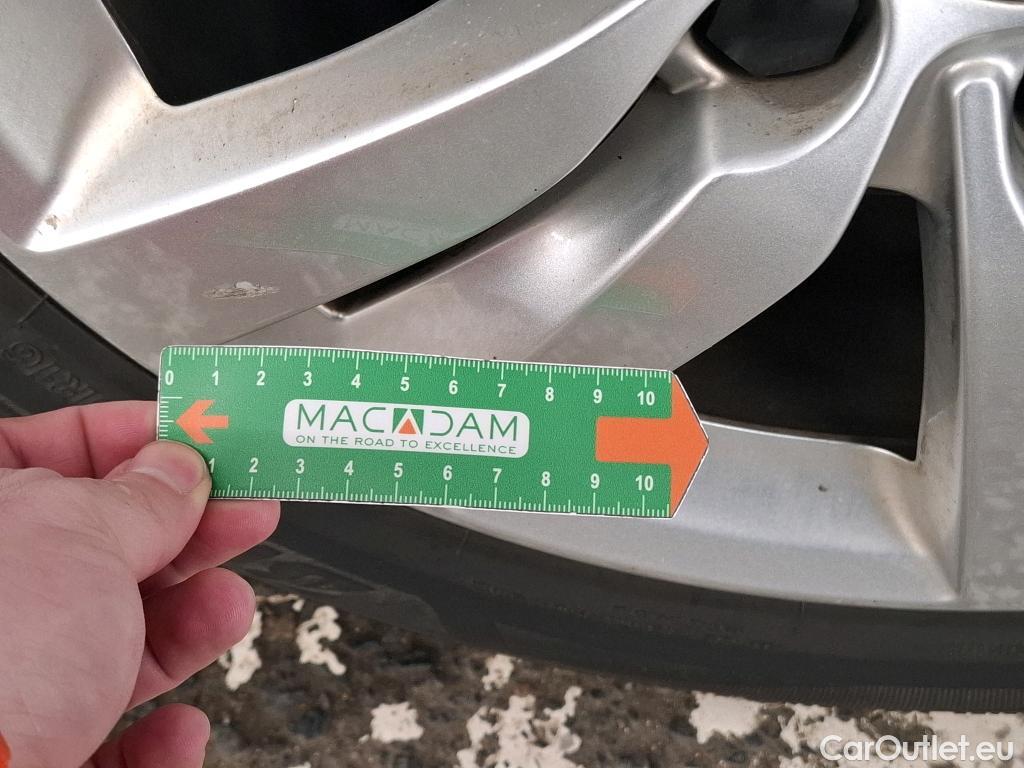 0 1 2 3 4 5 6 7 8 9 10
MACADAM
ON THE ROAD TO EXCELLENCE
1 2 3 4 5 6 7 8 9 10
R16
CarOutlet.eu